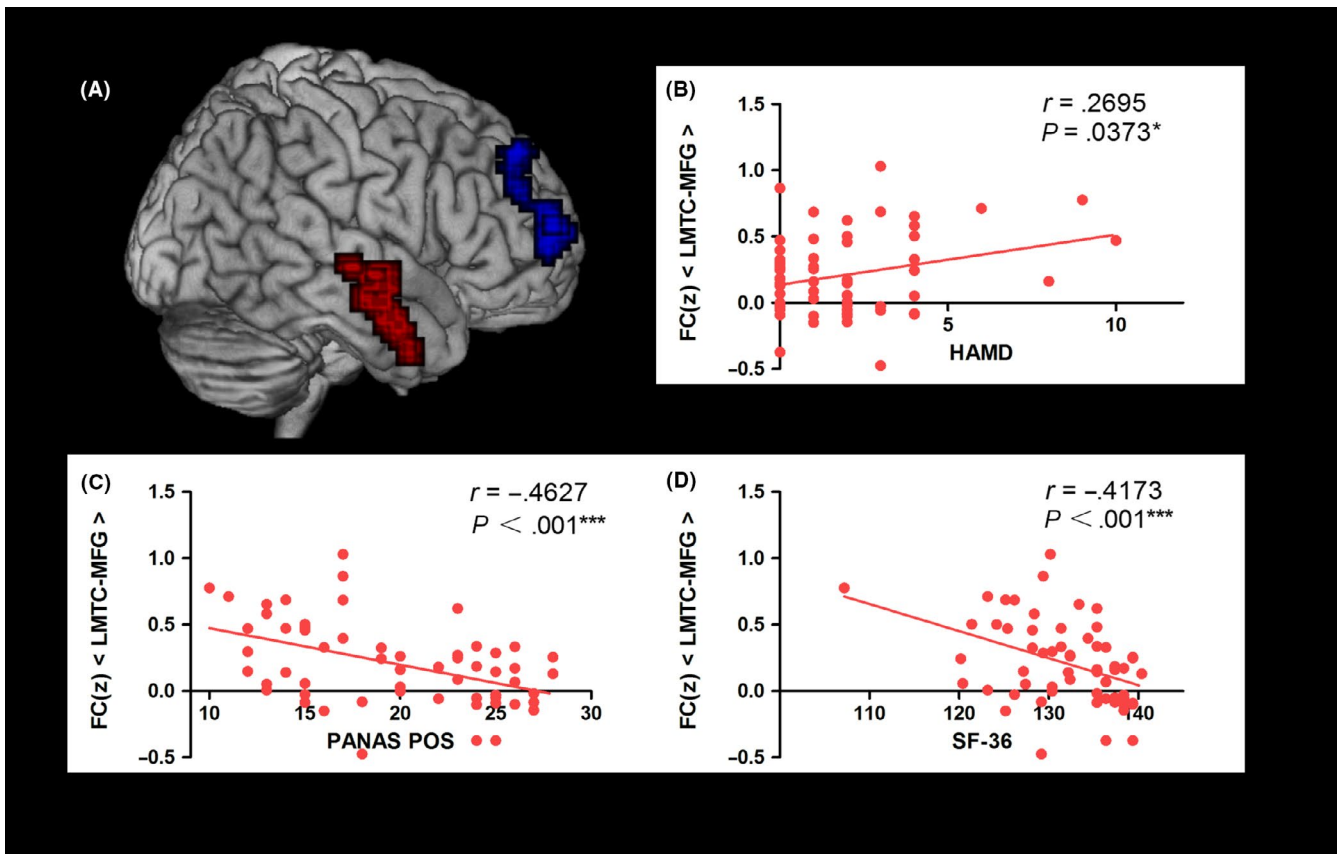 (A)
(B)
FC(z) < LMTC-MFG >
r = .2695
P = .0373*
1.5
1.0
0.5
0.0
−0.5
5
10
HAMD
(C)
FC(z) < LMTC-MFG >
r = −.4627
P < .001***
1.5
1.0
0.5
0.0
−0.5
10
15
20
30
PANAS POS
(D)
FC(z) < LMTC-MFG >
r = −.4173
P < .001***
1.5
1.0
0.5
0.0
−0.5
110
120
130
140
SF-36